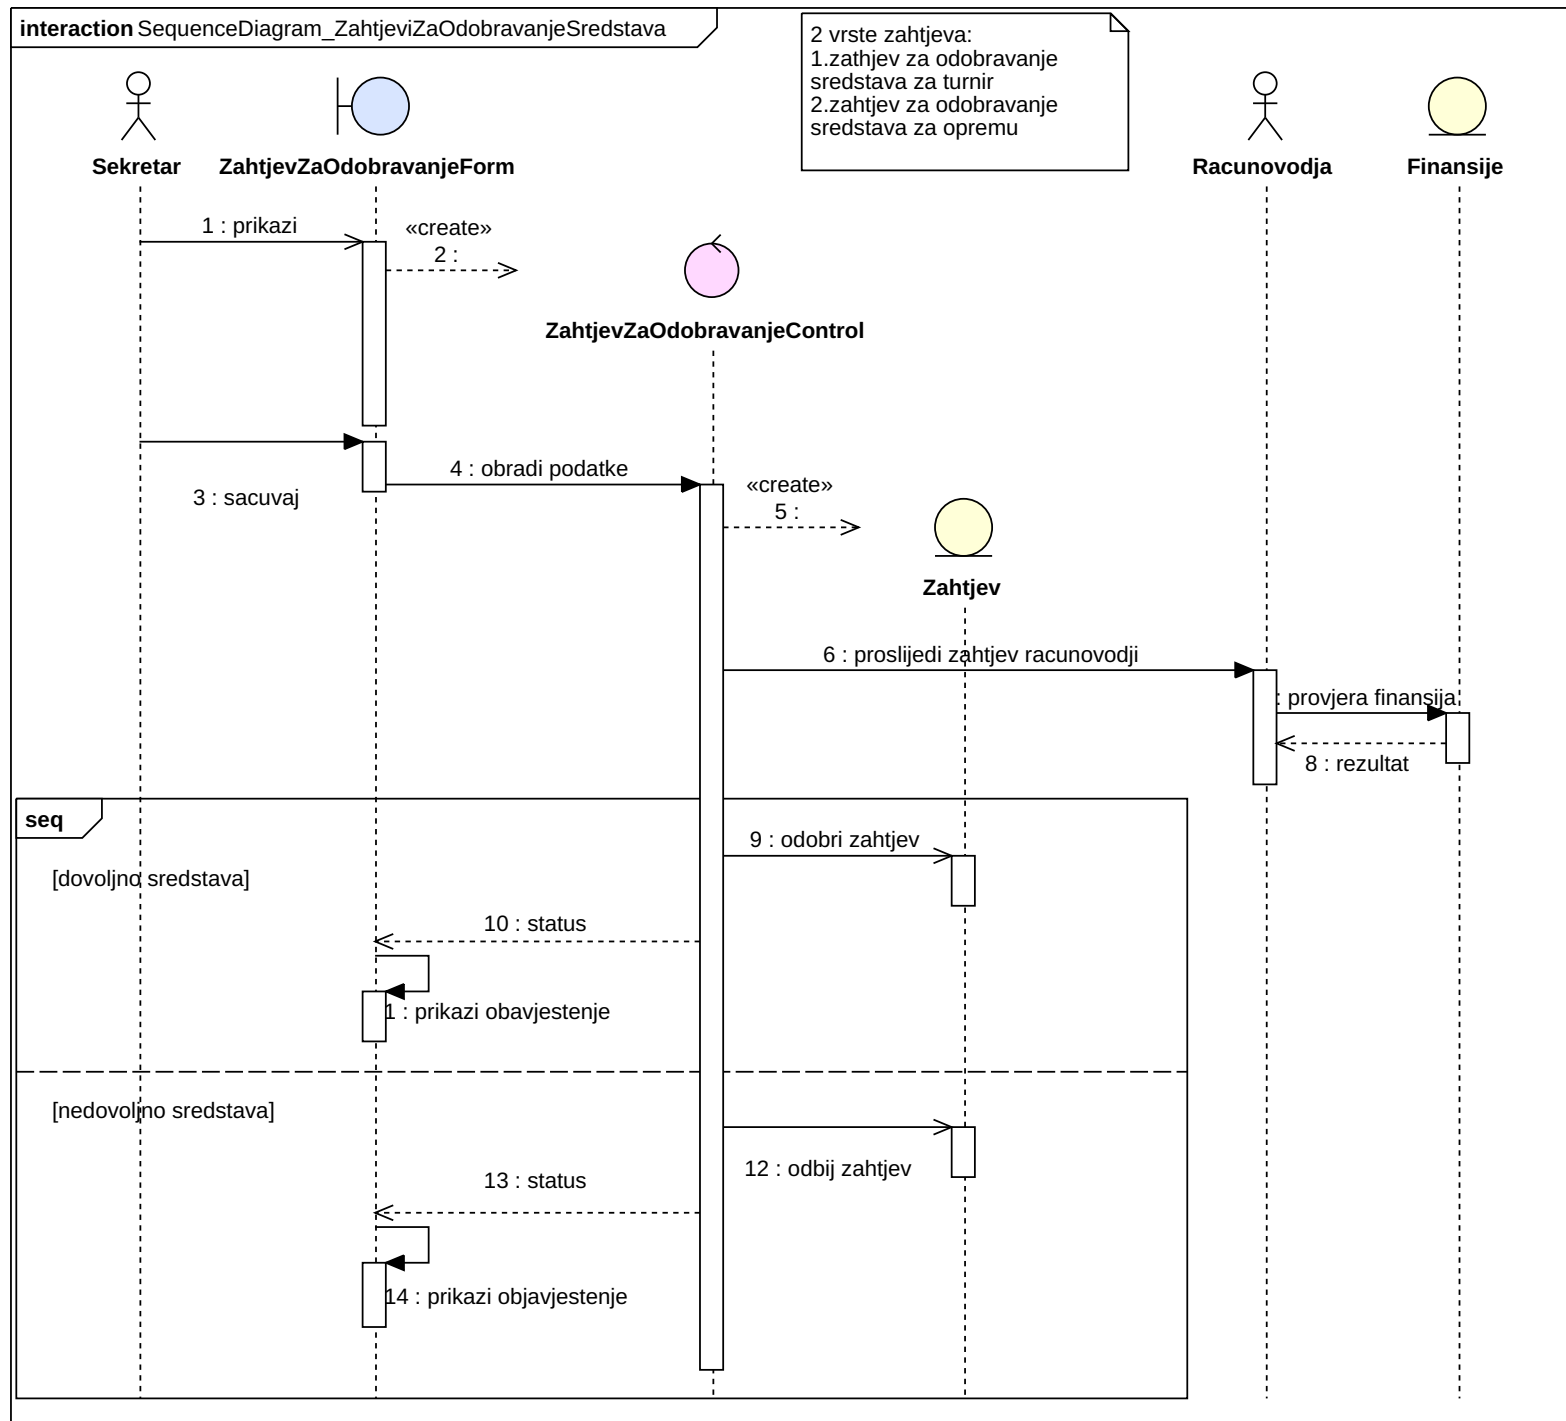 interaction SequenceDiagram_ZahtjeviZaOdobravanjeSredstava
2 vrste zahtjeva:
1.zathjev za odobravanje
sredstava za turnir
2.zahtjev za odobravanje
sredstava za opremu
Sekretar
ZahtjevZaOdobravanjeForm
Racunovodja
Finansije
1 : prikazi
«create»
2 :
ZahtjevZaOdobravanjeControl
3 : sacuvaj
4 : obradi podatke
«create»
5 :
Zahtjev
6 : proslijedi zahtjev racunovodji
: provjera finansija
8 : rezultat
seq
9 : odobri zahtjev
[dovoljno sredstava]
10 : status
1 : prikazi obavjestenje
[nedovoljno sredstava]
12 : odbij zahtjev
13 : status
14 : prikazi objavjestenje